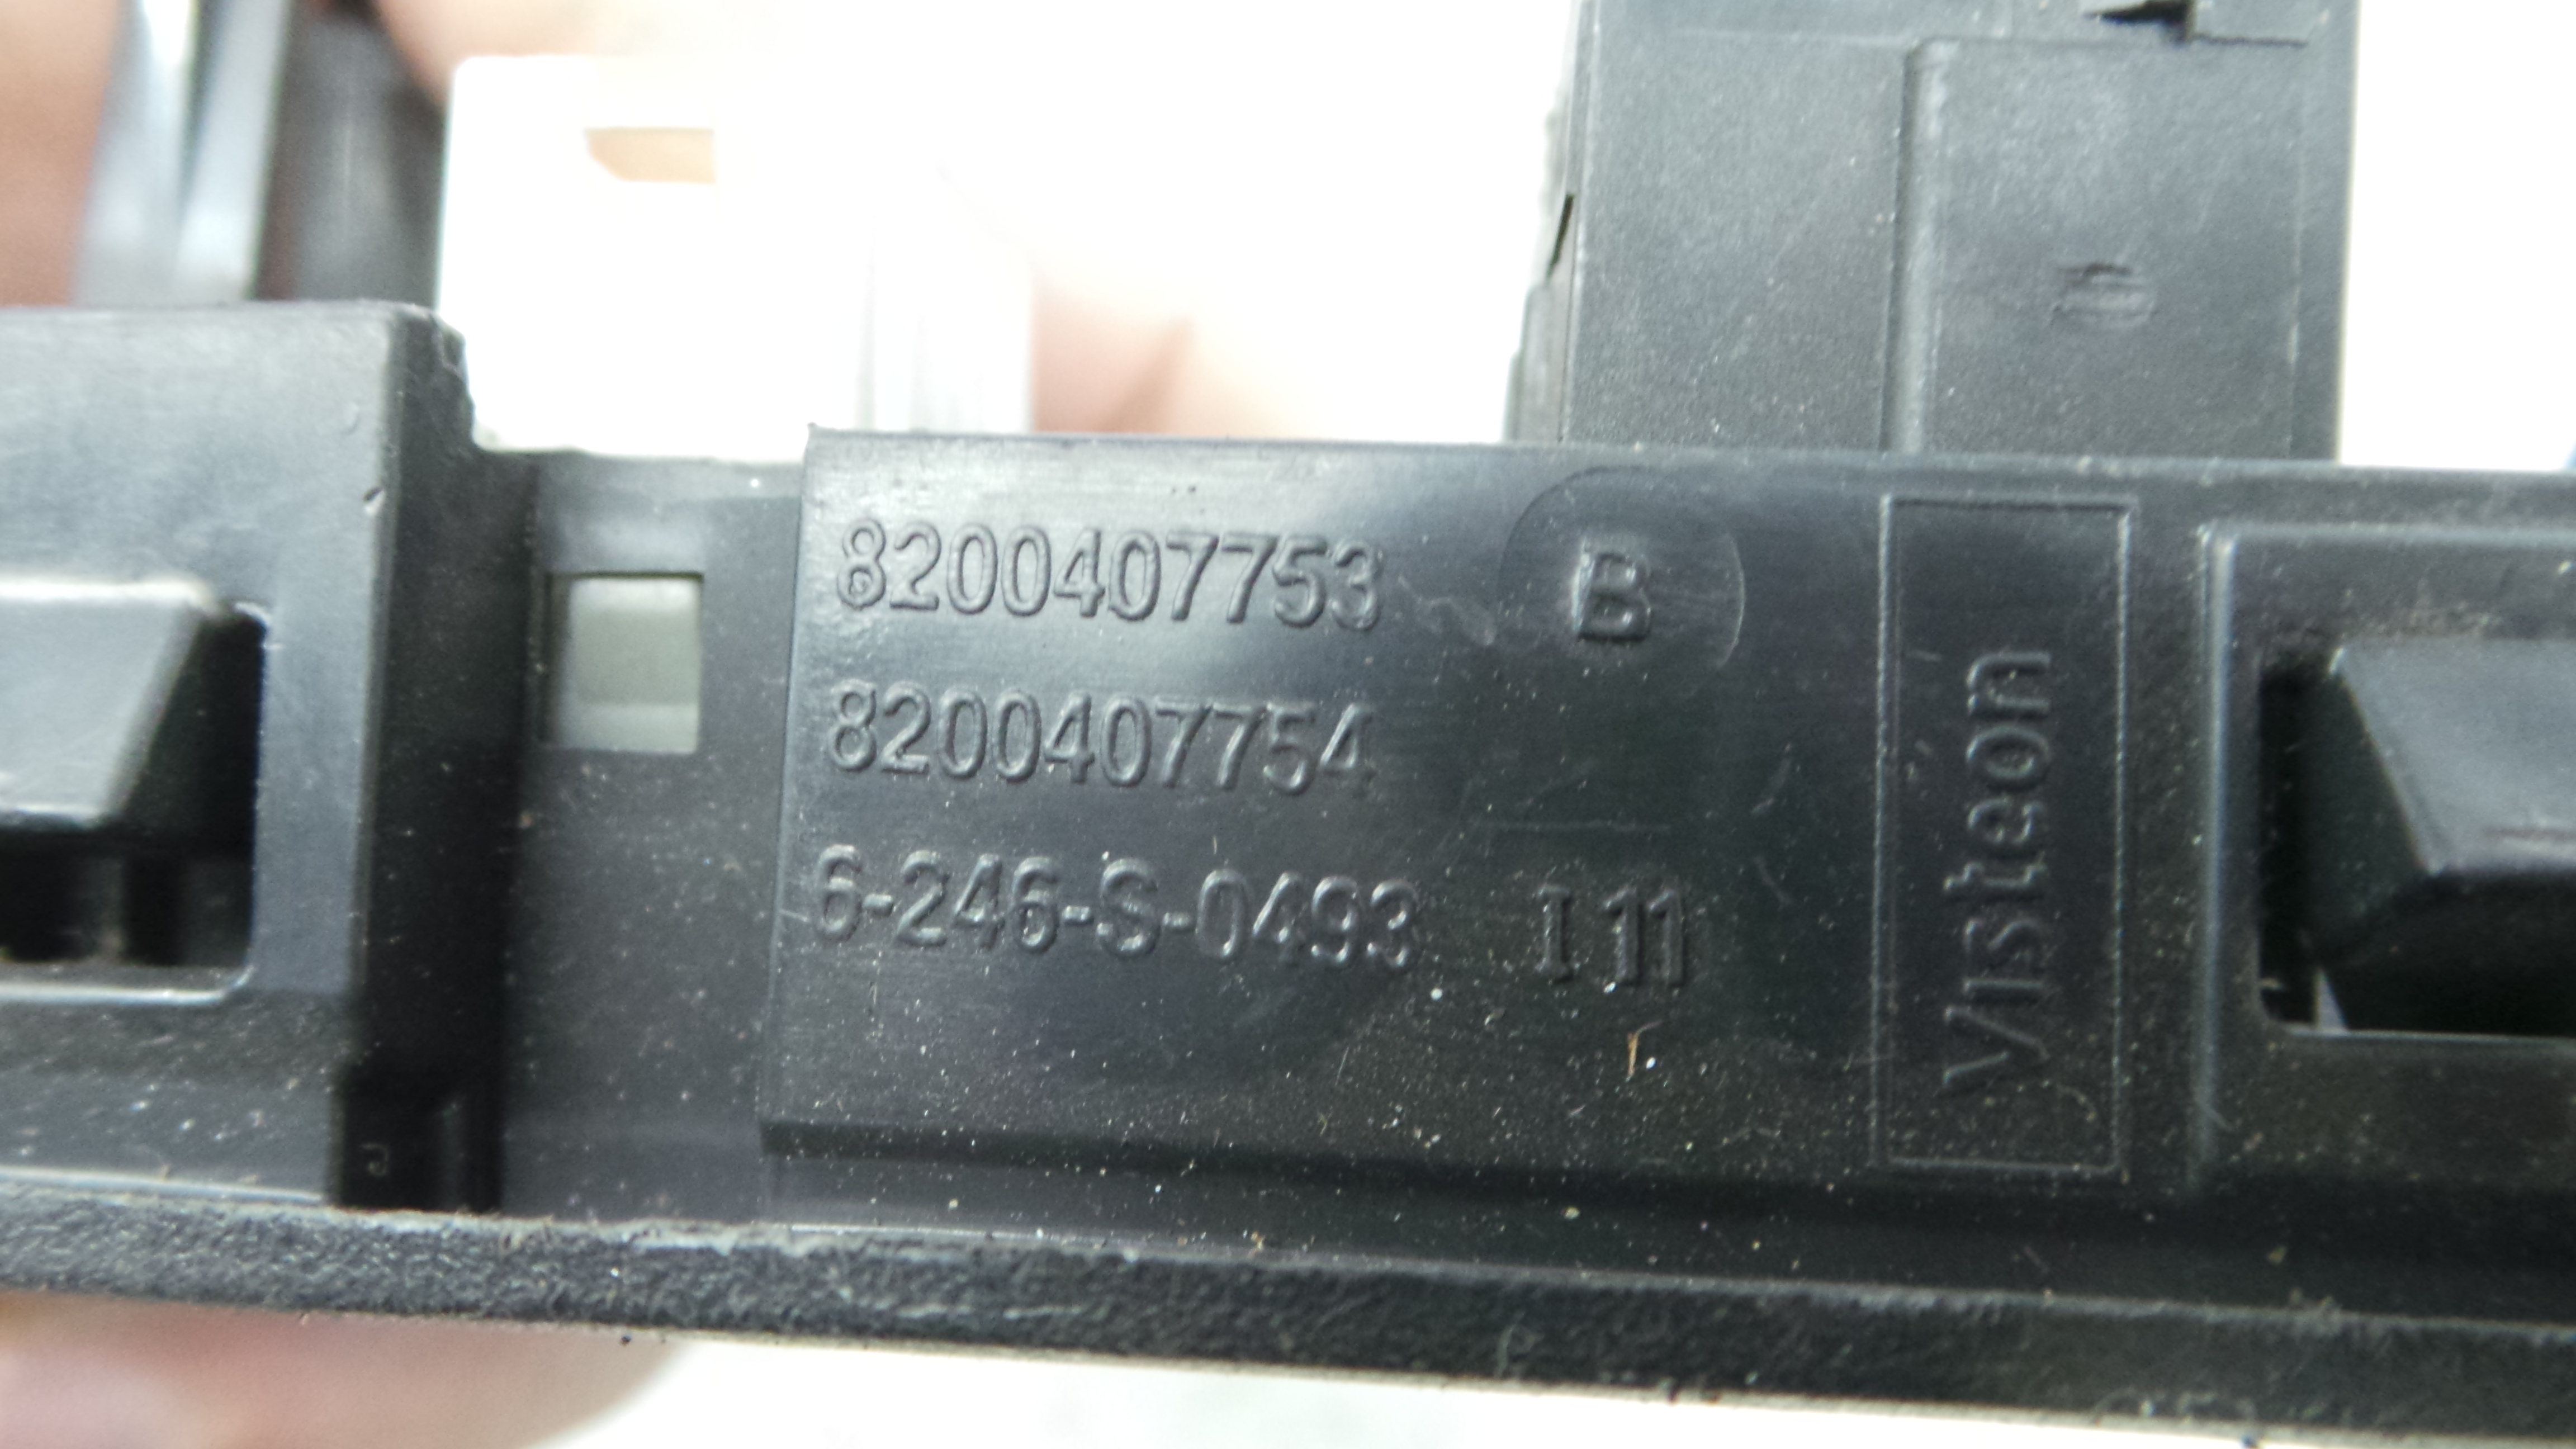 8200407753 B
8200407754
6-246-S-0493 I 11
Visteon